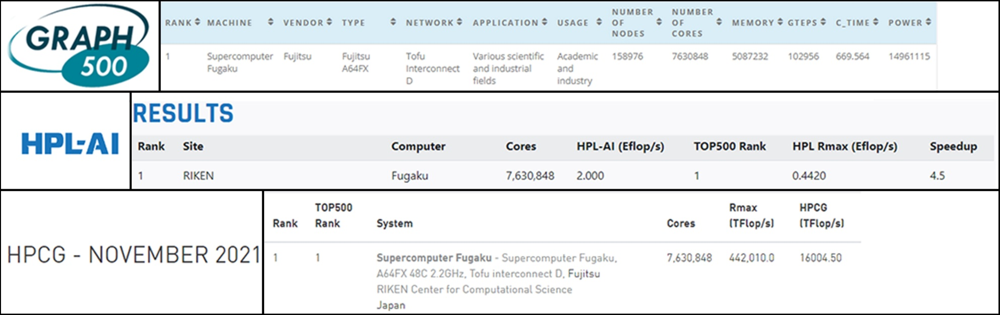 GRAPH
500
RANK MACHINE VENDOR TYPE NETWORK APPLICATION USAGE NUMBER OF NODES NUMBER OF CORES MEMORY GTEPS C_TIME POWER
1 Supercomputer Fugaku Fujitsu Fujitsu A64FX Tofu Interconnect D Various scientific and industrial fields Academic and industry 158976 7630848 5087232 102956 669.564 14961115
HPL-AI
RESULTS
Rank Site Computer Cores HPL-AI (Eflop/s) TOP500 Rank HPL Rmax (Eflop/s) Speedup
1 RIKEN Fugaku 7,630,848 2.000 1 0.4420 4.5
HPCG - NOVEMBER 2021
Rank TOP500 Rank System Cores Rmax (TFlop/s) HPCG (TFlop/s)
1 1 Supercomputer Fugaku - Supercomputer Fugaku, 7,630,848 442,010.0 16004.50
A64FX 48C 2.2GHz, Tofu interconnect D, Fujitsu
RIKEN Center for Computational Science
Japan